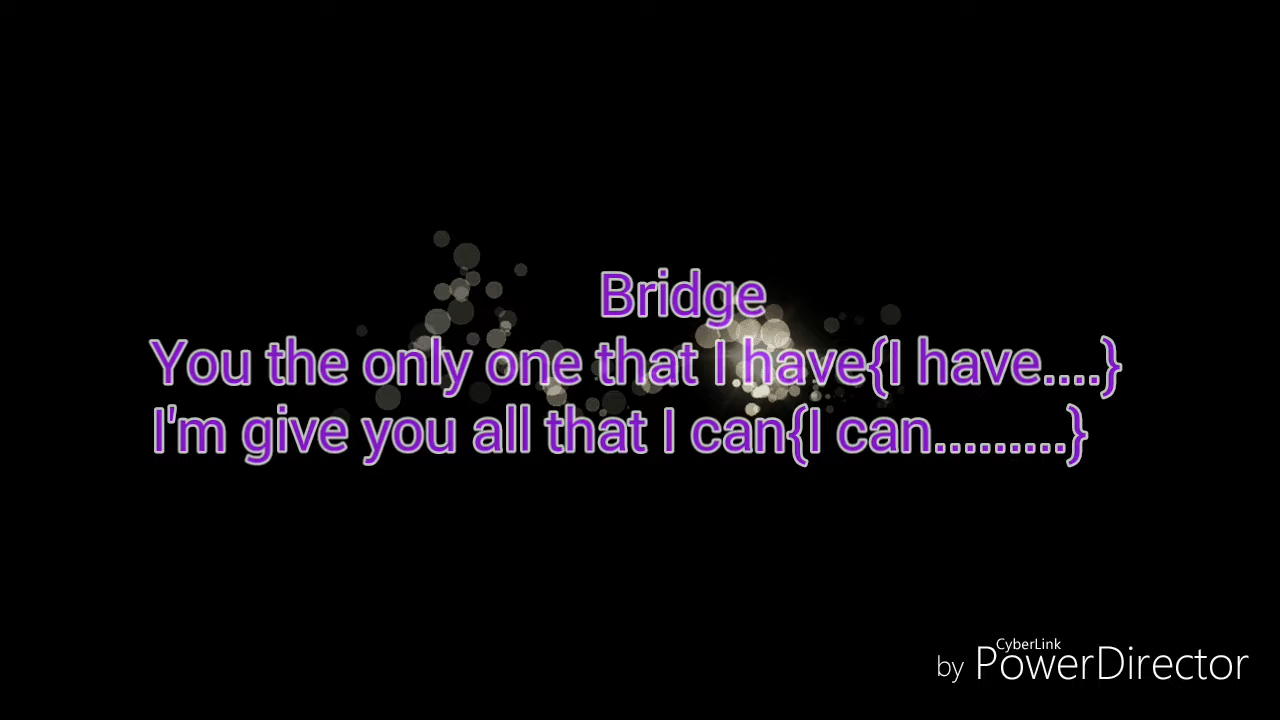 Bridge
You the only one that I have{I have....}
I'm give you all that I can{I can.........}
CyberLink
by PowerDirector